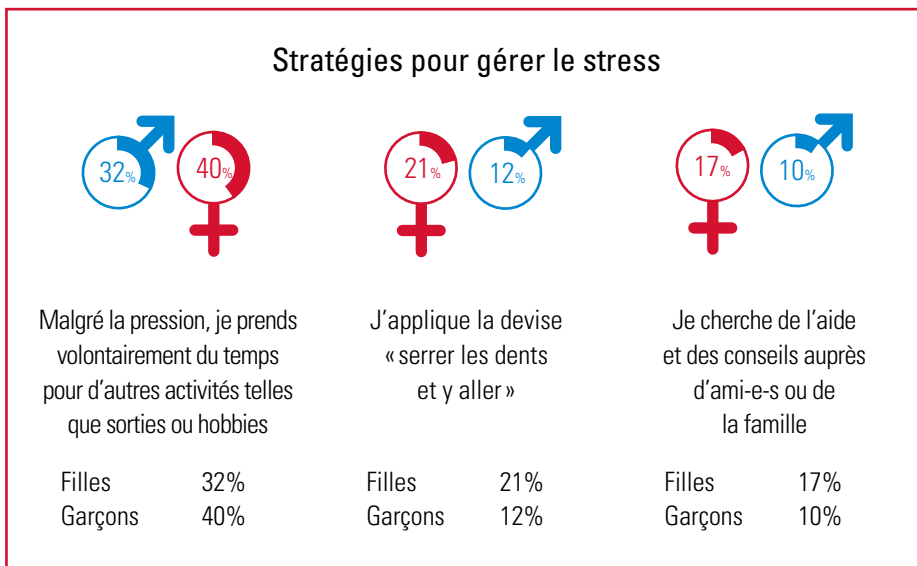 Stratégies pour gérer le stress
32% 40%
21% 12%
17% 10%
Malgré la pression, je prends
volontairement du temps
pour d'autres activités telles
que sorties ou hobbies
Filles 32%
Garçons 40%
J'applique la devise
« serrer les dents
et y aller »
Filles 21%
Garçons 12%
Je cherche de l'aide
et des conseils auprès
d'ami-e-s ou de
la famille
Filles 17%
Garçons 10%